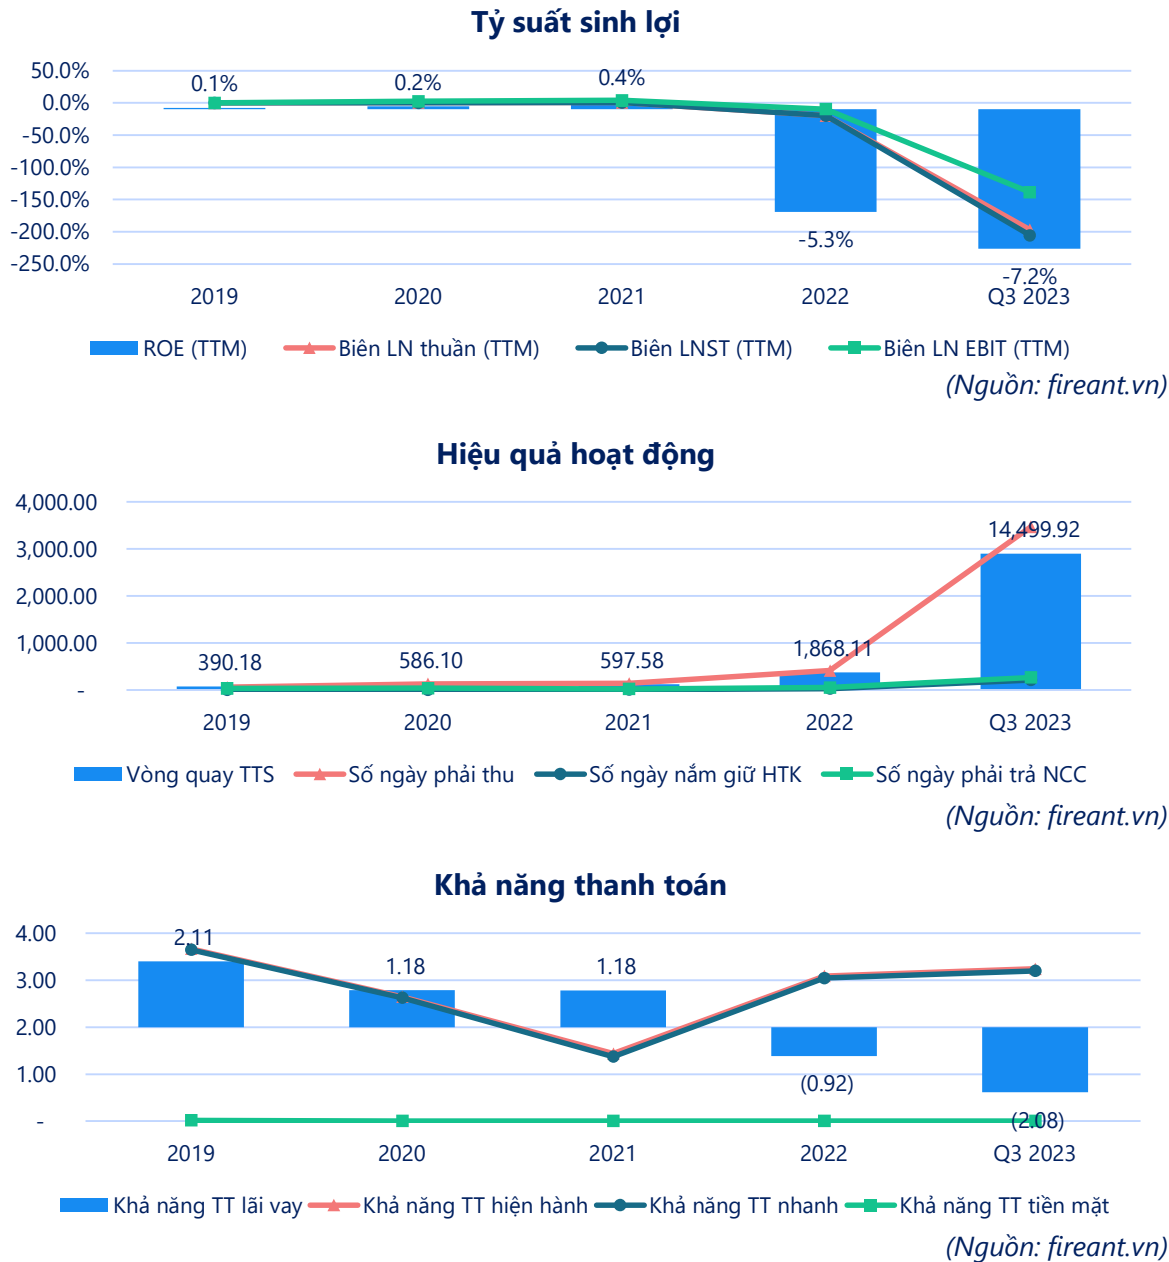 Tỷ suất sinh lợi
50.0%
0.0%
-50.0%
-100.0%
-150.0%
-200.0%
-250.0%
0.1%
0.2%
0.4%
-5.3%
-7.2%
2019
2020
2021
2022
Q3 2023
ROE (TTM)
Biên LN thuần (TTM)
Biên LNST (TTM)
Biên LN EBIT (TTM)
(Nguồn: fireant.vn)
Hiệu quả hoạt động
4,000.00
3,000.00
2,000.00
1,000.00
-
390.18
586.10
597.58
1,868.11
14,499.92
2019
2020
2021
2022
Q3 2023
Vòng quay TTS
Số ngày phải thu
Số ngày nắm giữ HTK
Số ngày phải trả NCC
(Nguồn: fireant.vn)
Khả năng thanh toán
4.00
3.00
2.00
1.00
-
2.11
1.18
1.18
(0.92)
(2.08)
2019
2020
2021
2022
Q3 2023
Khả năng TT lãi vay
Khả năng TT hiện hành
Khả năng TT nhanh
Khả năng TT tiền mặt
(Nguồn: fireant.vn)